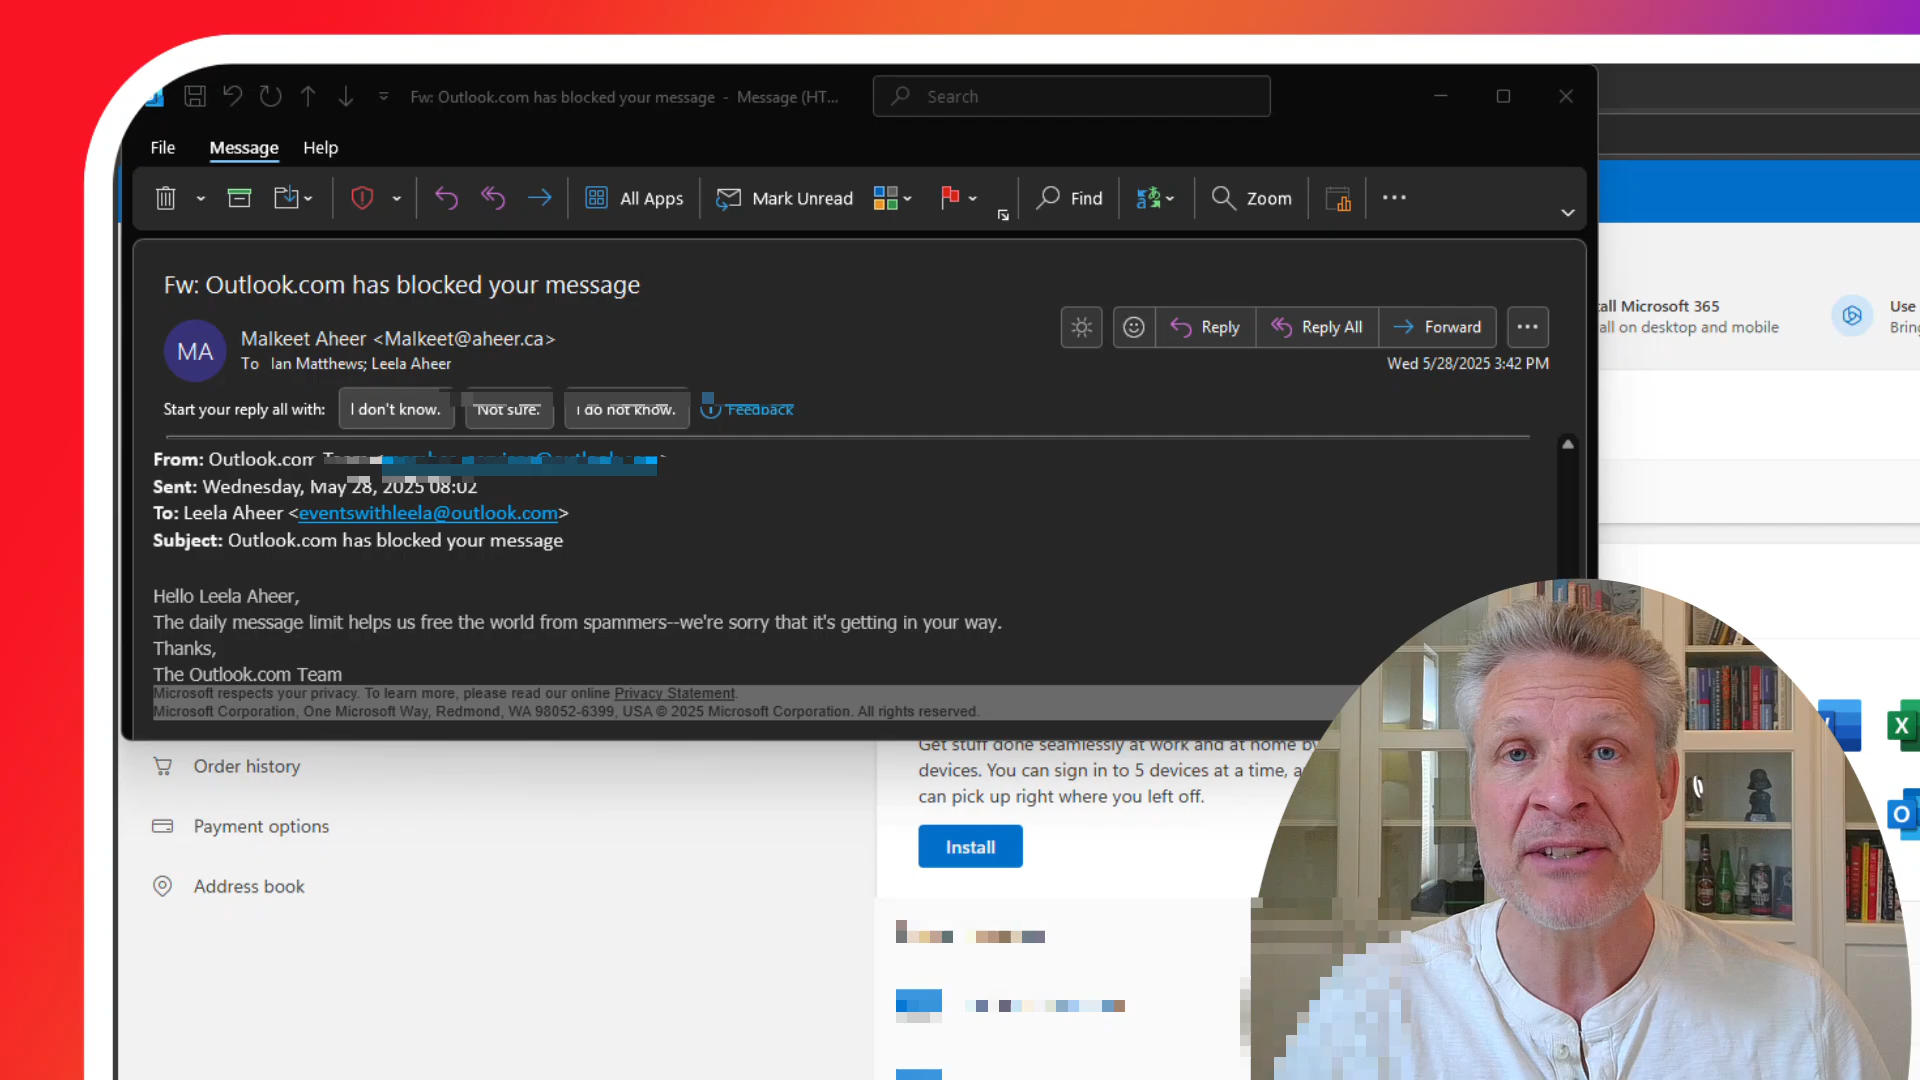 Fw: Outlook.com has blocked your message - Message (HT...
Search
File Message Help
All Apps Mark Unread Find Zoom
Fw: Outlook.com has blocked your message
MA
Malkeet Aheer <Malkeet@aheer.ca>
To Ian Matthews; Leela Aheer
Reply Reply All Forward
Wed 5/28/2025 3:42 PM
Start your reply all with: I don't know. Not sure. I do not know. Feedback
From: Outlook.com
Sent: Wednesday, May 28, 2025 08:02
To: Leela Aheer <eventswithleela@outlook.com>
Subject: Outlook.com has blocked your message
Hello Leela Aheer,
The daily message limit helps us free the world from spammers--we're sorry that it's getting in your way.
Thanks,
The Outlook.com Team
Microsoft respects your privacy. To learn more, please read our online Privacy Statement.
Microsoft Corporation, One Microsoft Way, Redmond, WA 98052-6399, USA © 2025 Microsoft Corporation. All rights reserved.
Microsoft 365
on desktop and mobile
Use
Order history
Payment options
Address book
Get stuff done seamlessly at work and at home
devices. You can sign in to 5 devices at a time,
can pick up right where you left off.
Install
X
O